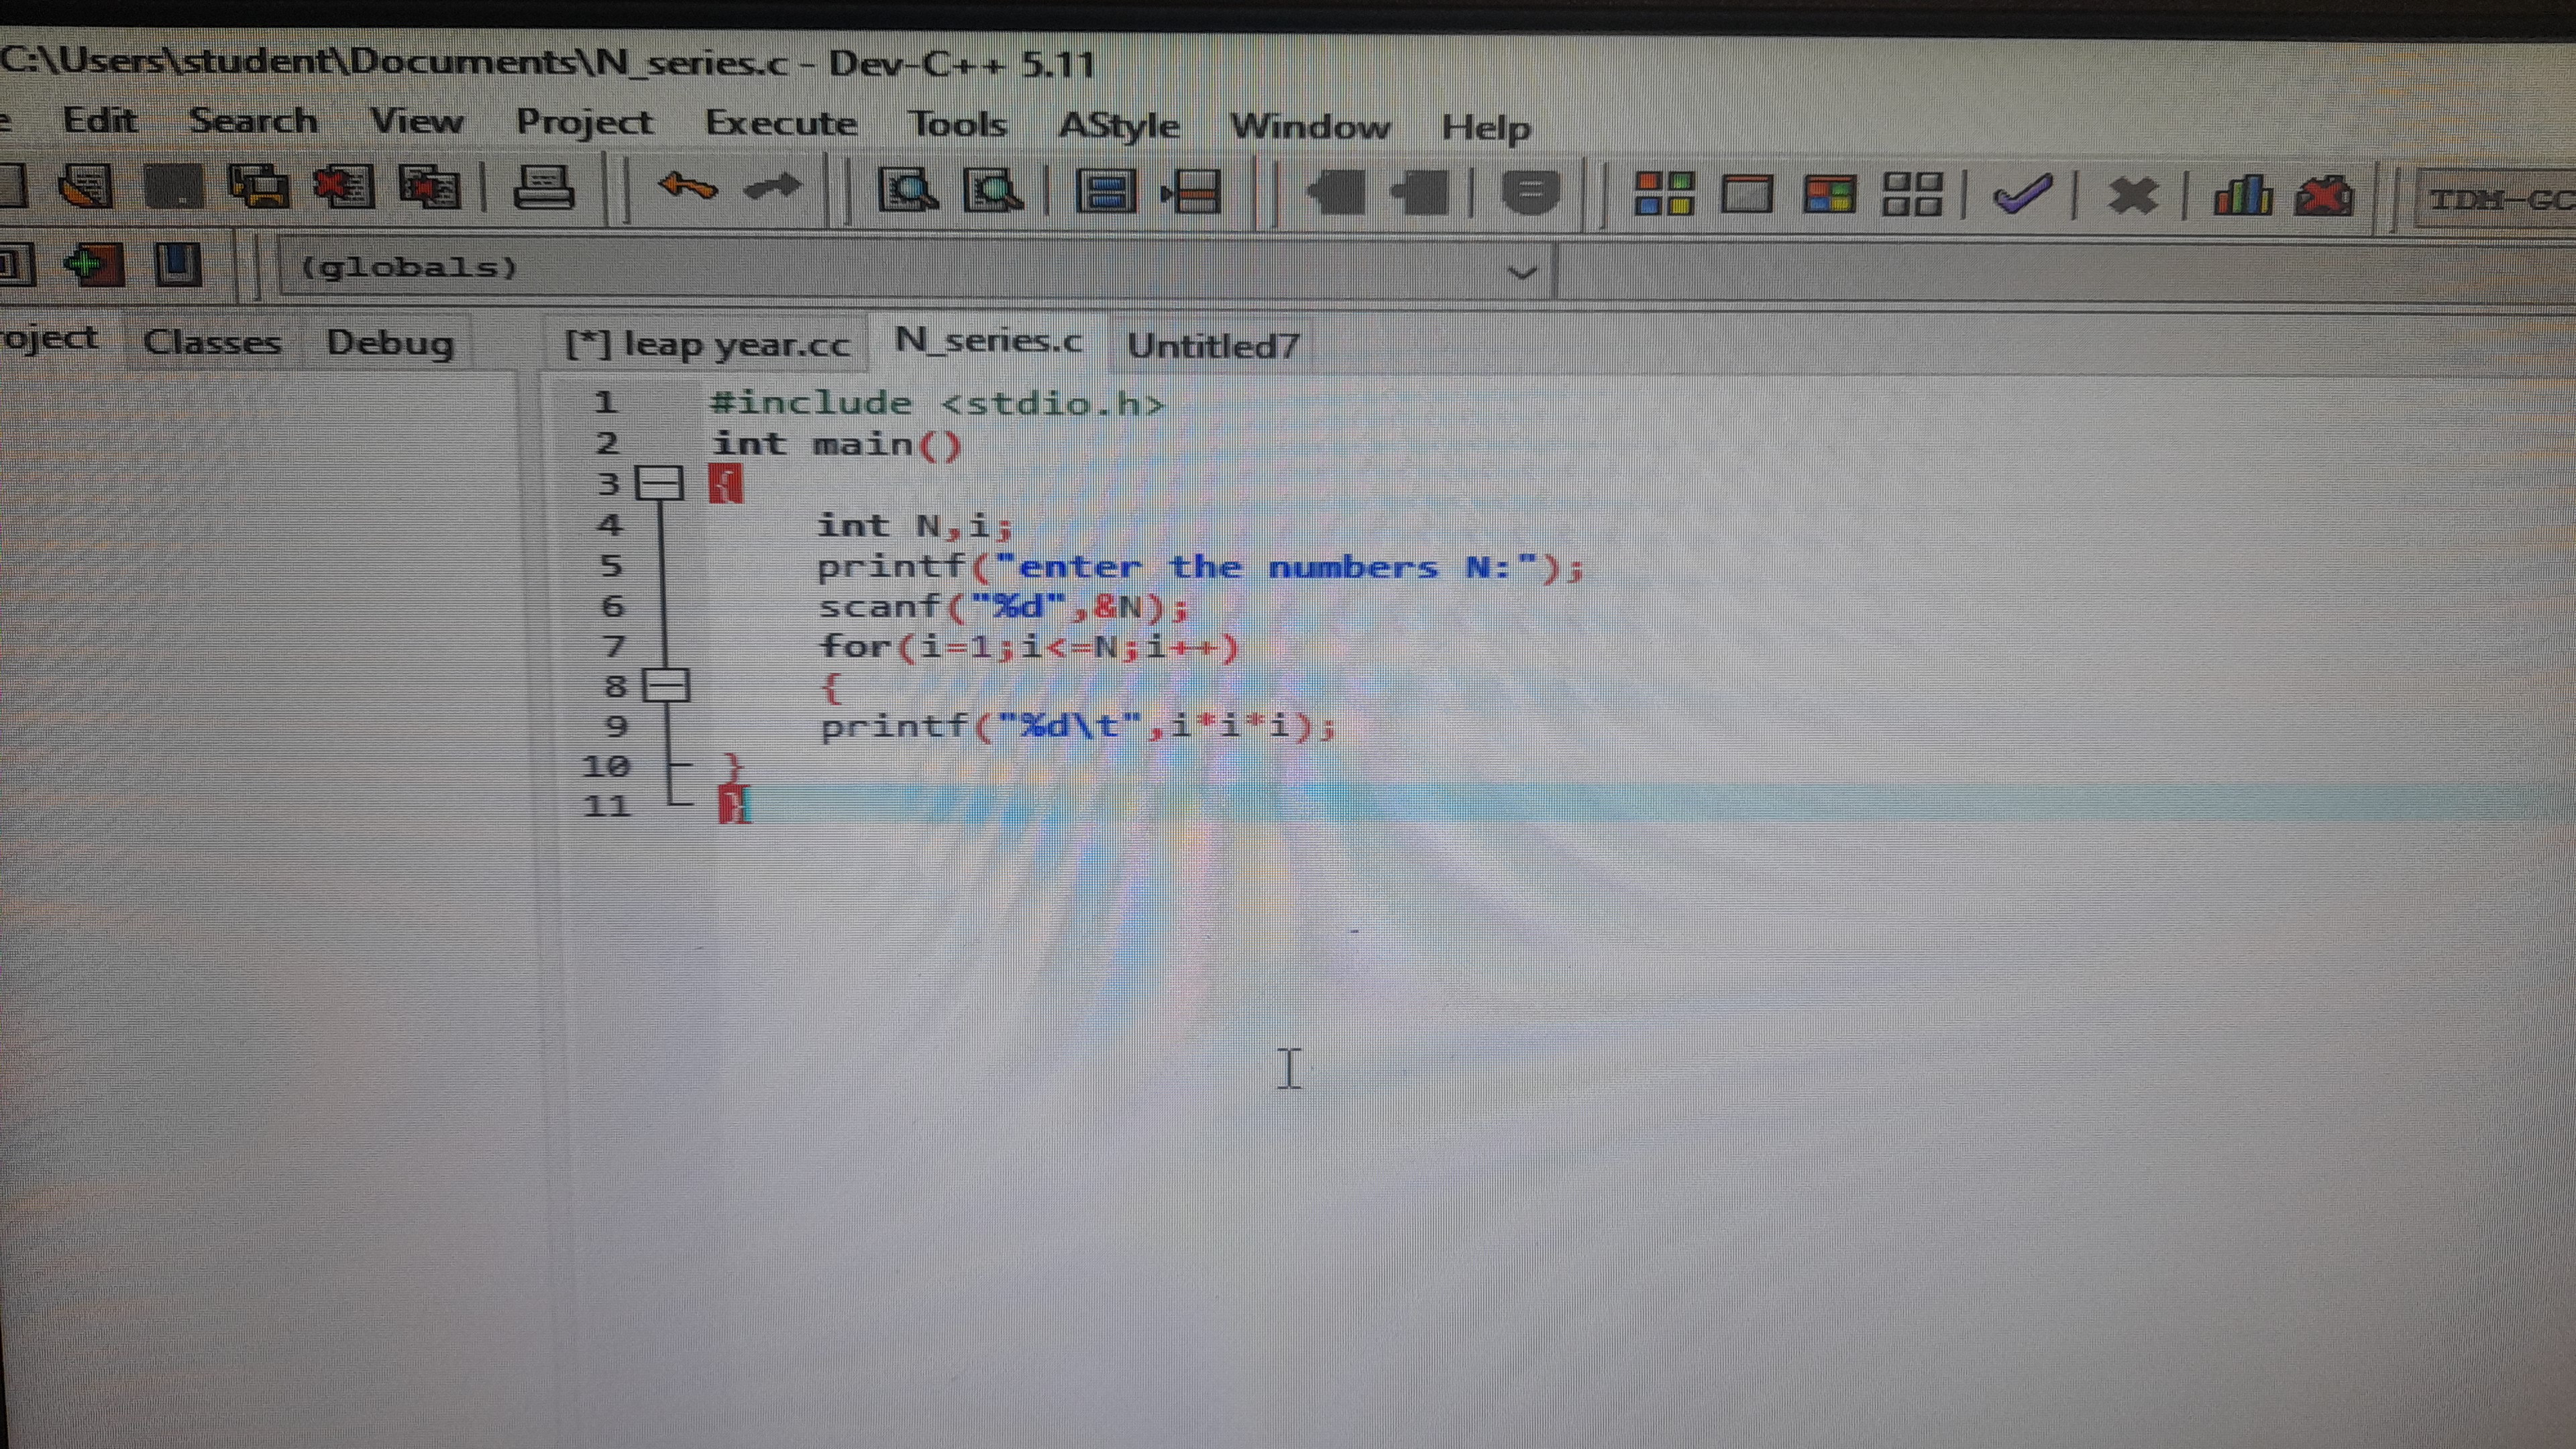 C:\Users\student\Documents\N_series.c - Dev-C++ 5.11
Edit Search View Project Execute Tools AStyle Window Help
TDM-GC
(globals)
oject Classes Debug [*] leap year.cc N_series.c Untitled7
1 #include <stdio.h>
2 int main()
3 {
4 int N,i;
5 printf("enter the numbers N:");
6 scanf("%d",&N);
7 for(i=1;i<=N;i++)
8 {
9 printf("%d\t",i*i*i);
10 }
11 }